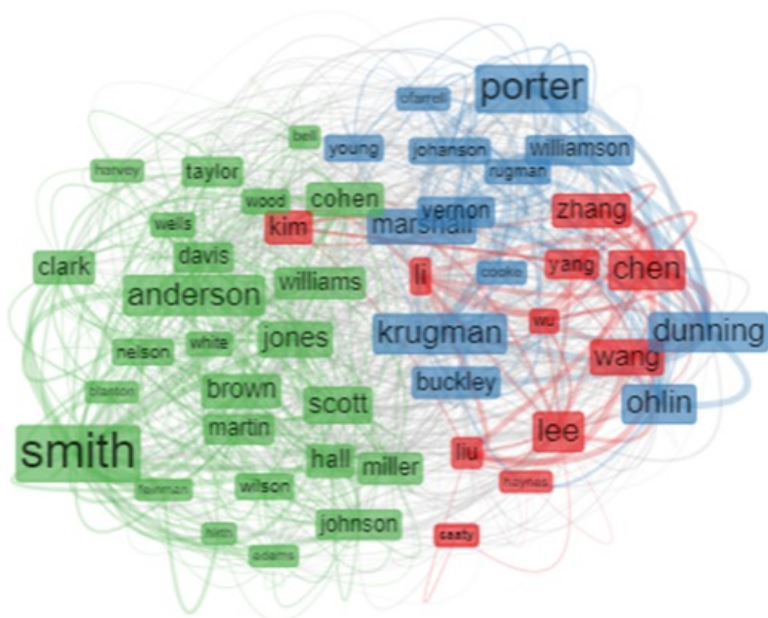 porter
ofarrell
bell
young
johanson
williamson
harvey
taylor
rugman
wood
cohen
vernon
zhang
wells
kim
marshall
davis
clark
li
cooke
yang
chen
anderson
williams
wu
krugman
dunning
nelson
white
jones
wang
blanton
brown
buckley
scott
ohlin
martin
lee
smith
hall
miller
liu
wilson
haynes
johnson
saaty
adams